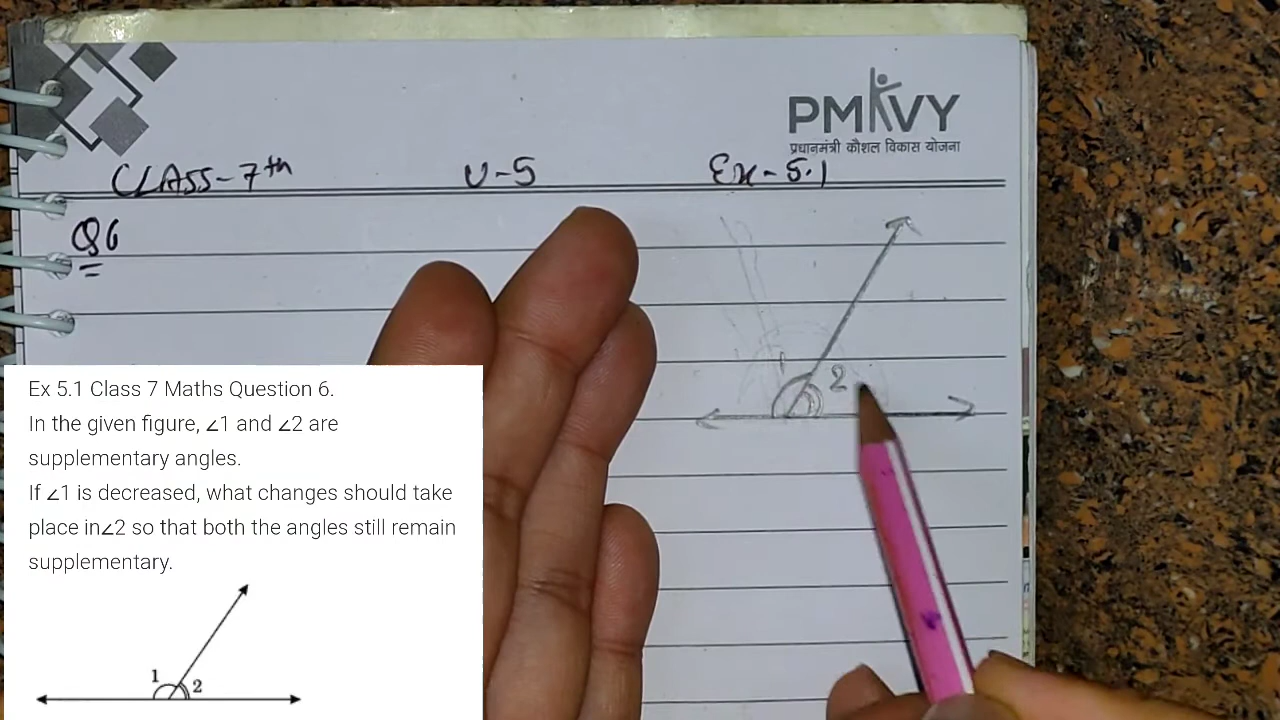 PMKVY
प्रधानमंत्री कौशल विकास योजना
CLASS-7th U-5 Ex-5.1
Q6
1
2
Ex 5.1 Class 7 Maths Question 6.
In the given figure, ∠1 and ∠2 are
supplementary angles.
If ∠1 is decreased, what changes should take
place in∠2 so that both the angles still remain
supplementary.
1
2